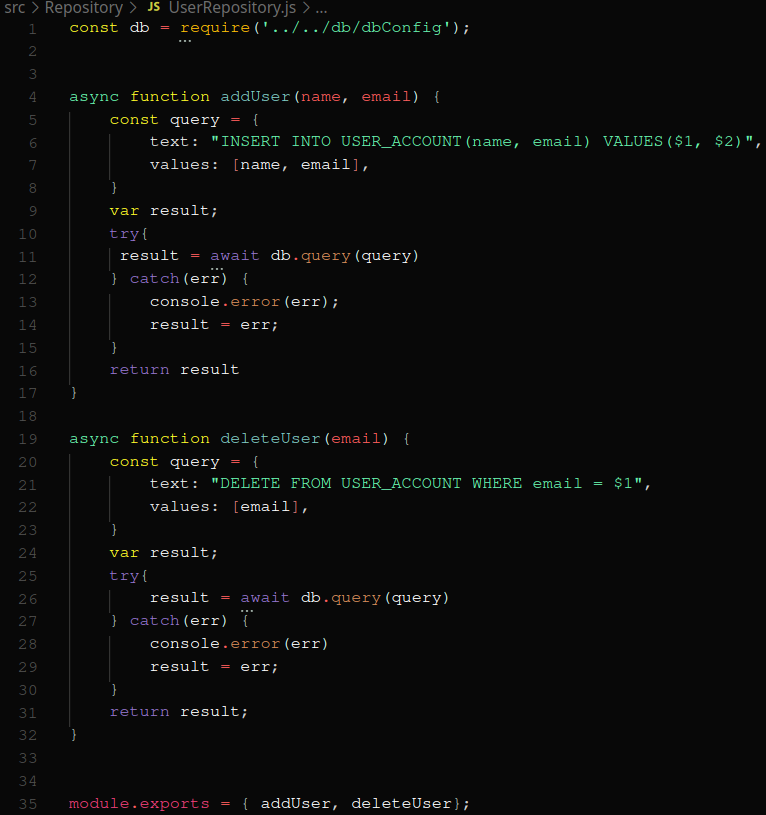 src > Repository > JS UserRepository.js > ...
1 const db = require('../../db/dbConfig');
2
3
4 async function addUser(name, email) {
5     const query = {
6         text: "INSERT INTO USER_ACCOUNT(name, email) VALUES($1, $2)",
7         values: [name, email],
8     }
9     var result;
10     try{
11      result = await db.query(query)
12     } catch(err) {
13         console.error(err);
14         result = err;
15     }
16     return result
17 }
18
19 async function deleteUser(email) {
20     const query = {
21         text: "DELETE FROM USER_ACCOUNT WHERE email = $1",
22         values: [email],
23     }
24     var result;
25     try{
26         result = await db.query(query)
27     } catch(err) {
28         console.error(err)
29         result = err;
30     }
31     return result;
32 }
33
34
35 module.exports = { addUser, deleteUser};